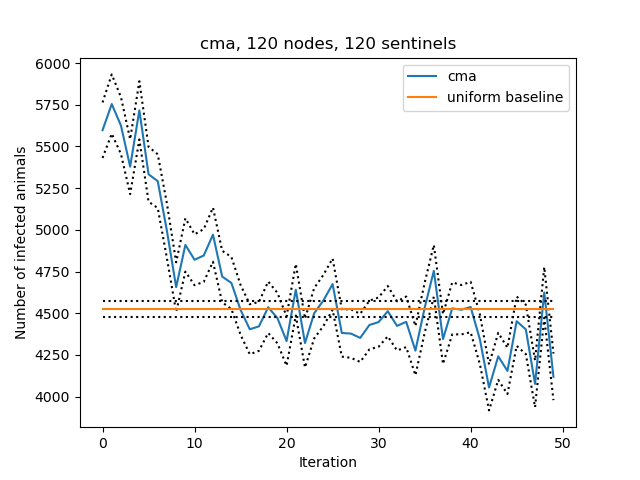 cma, 120 nodes, 120 sentinels
cma
uniform baseline
Number of infected animals
6000
5750
5500
5250
5000
4750
4500
4250
4000
0 10 20 30 40 50
Iteration